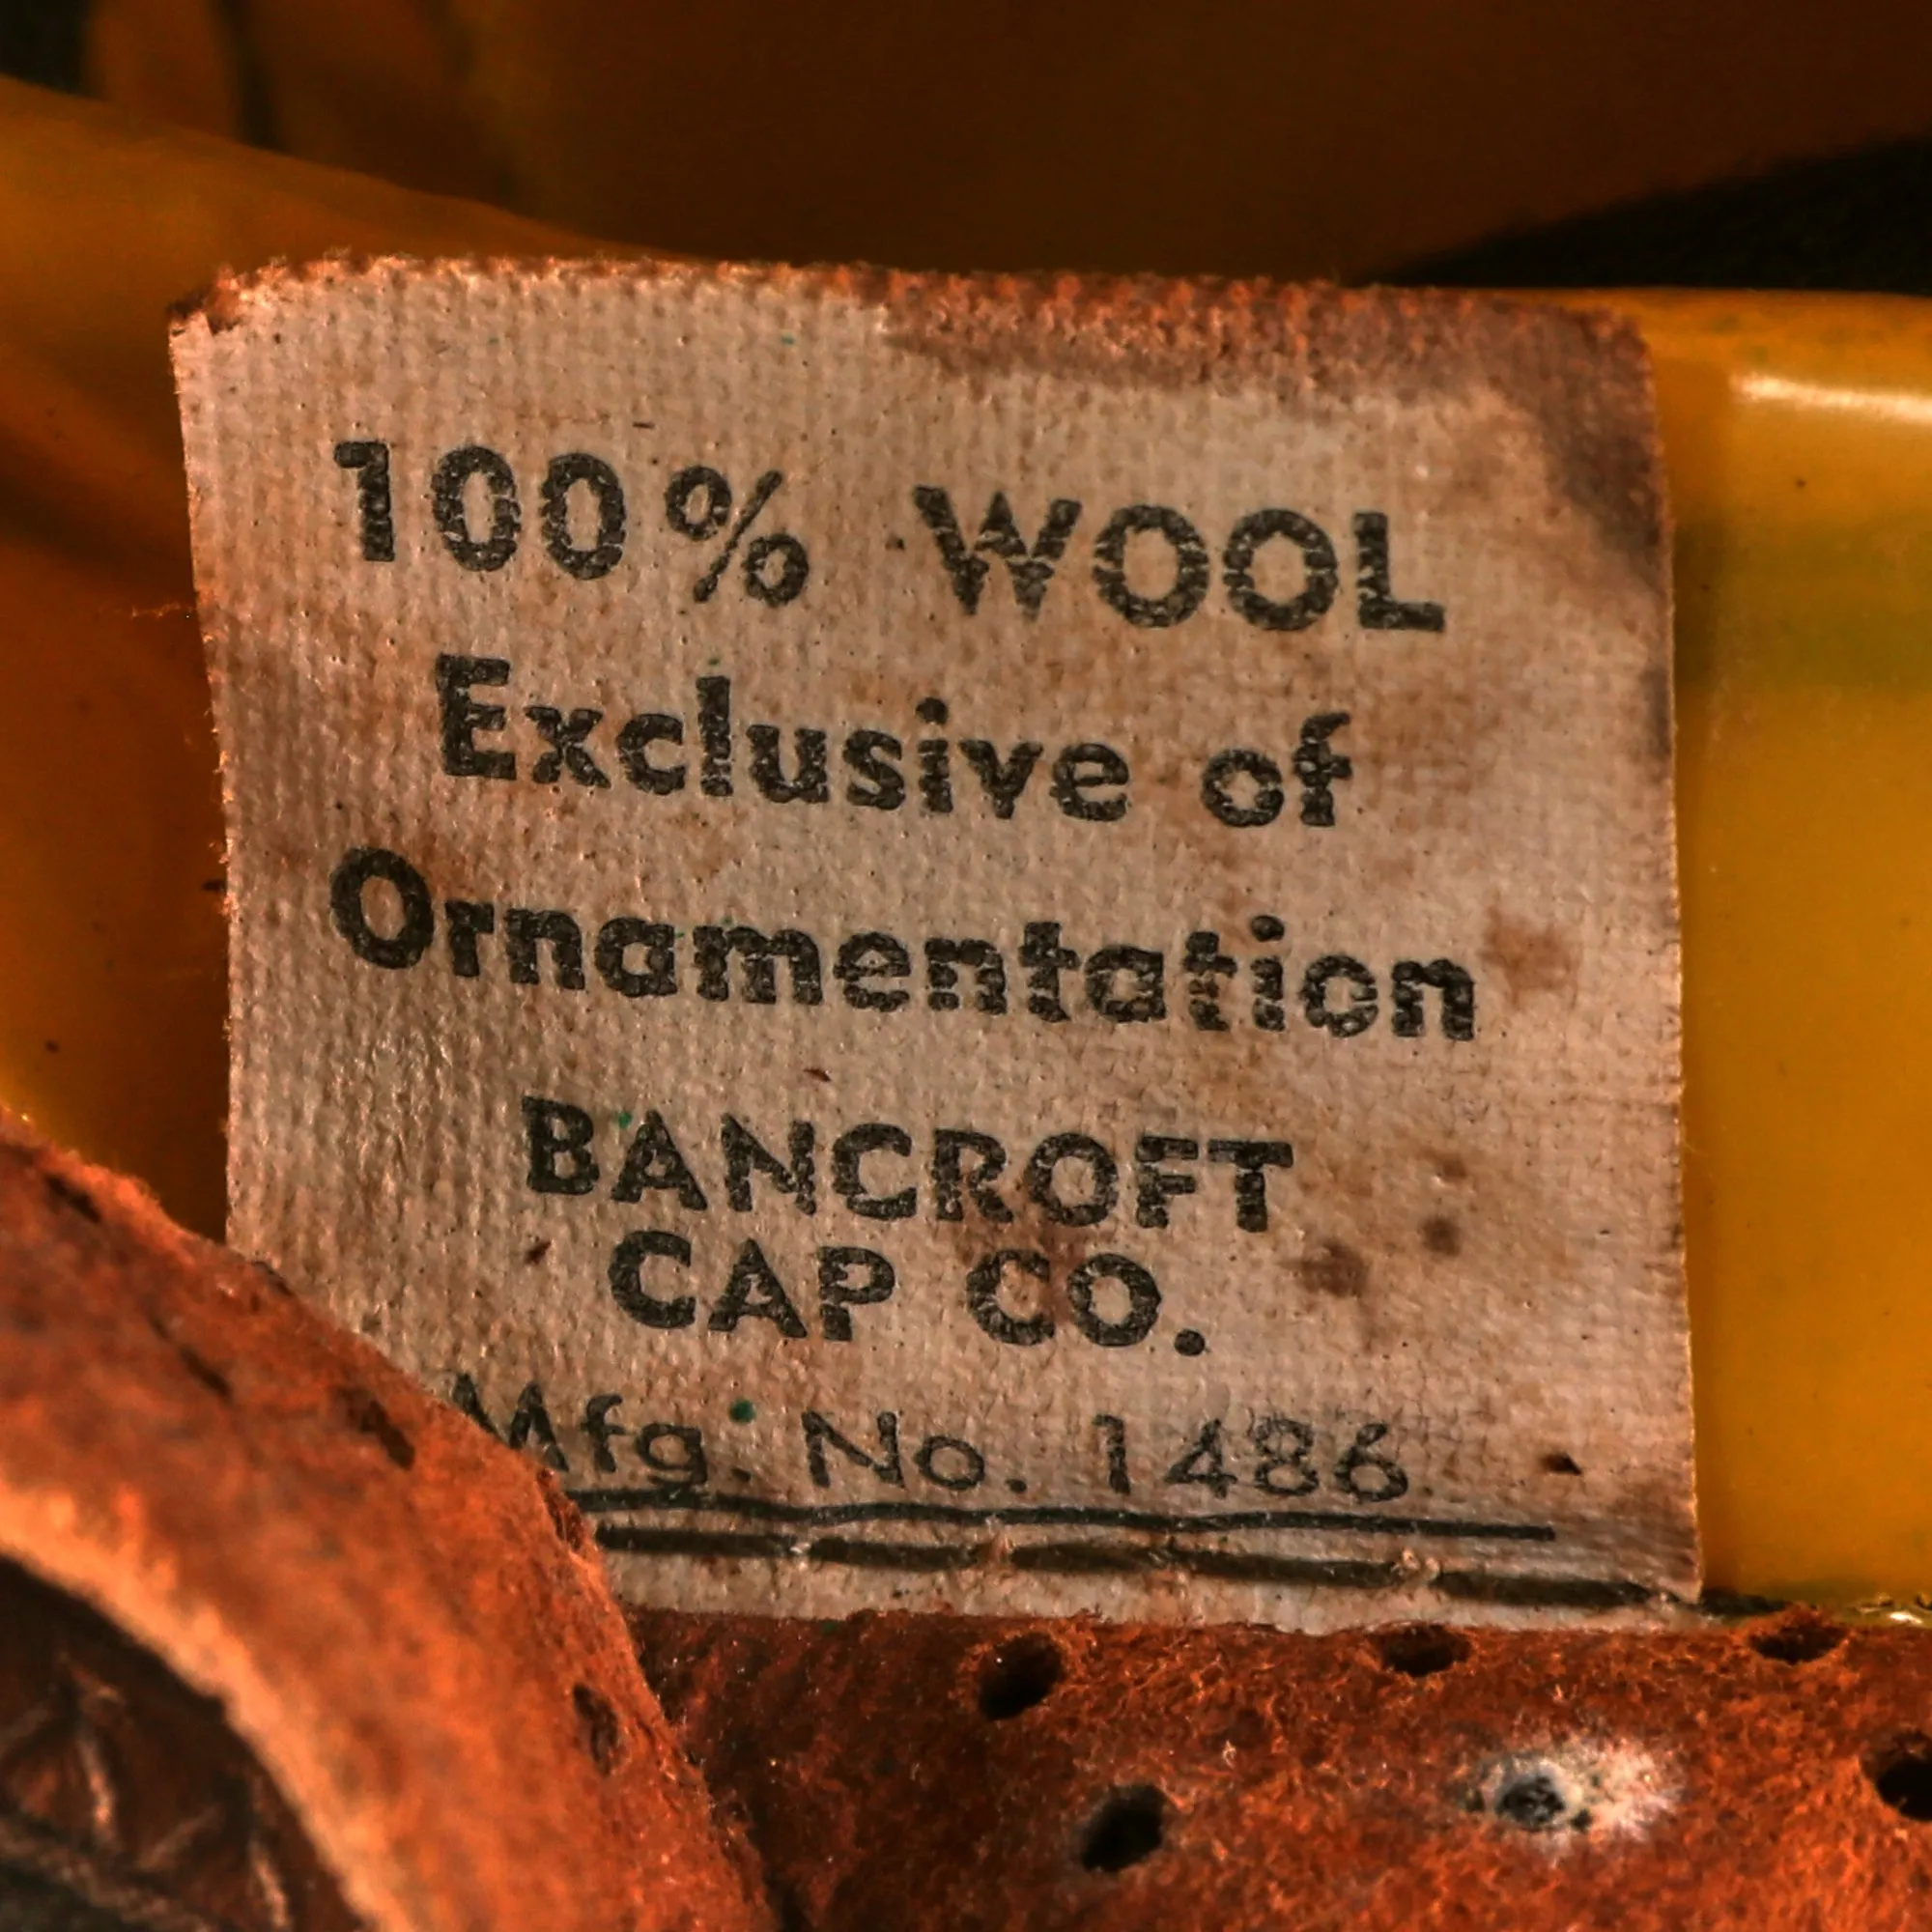 100% WOOL
Exclusive of
Ornamentation
BANCROFT
CAP CO.
Mfg. No. 1486